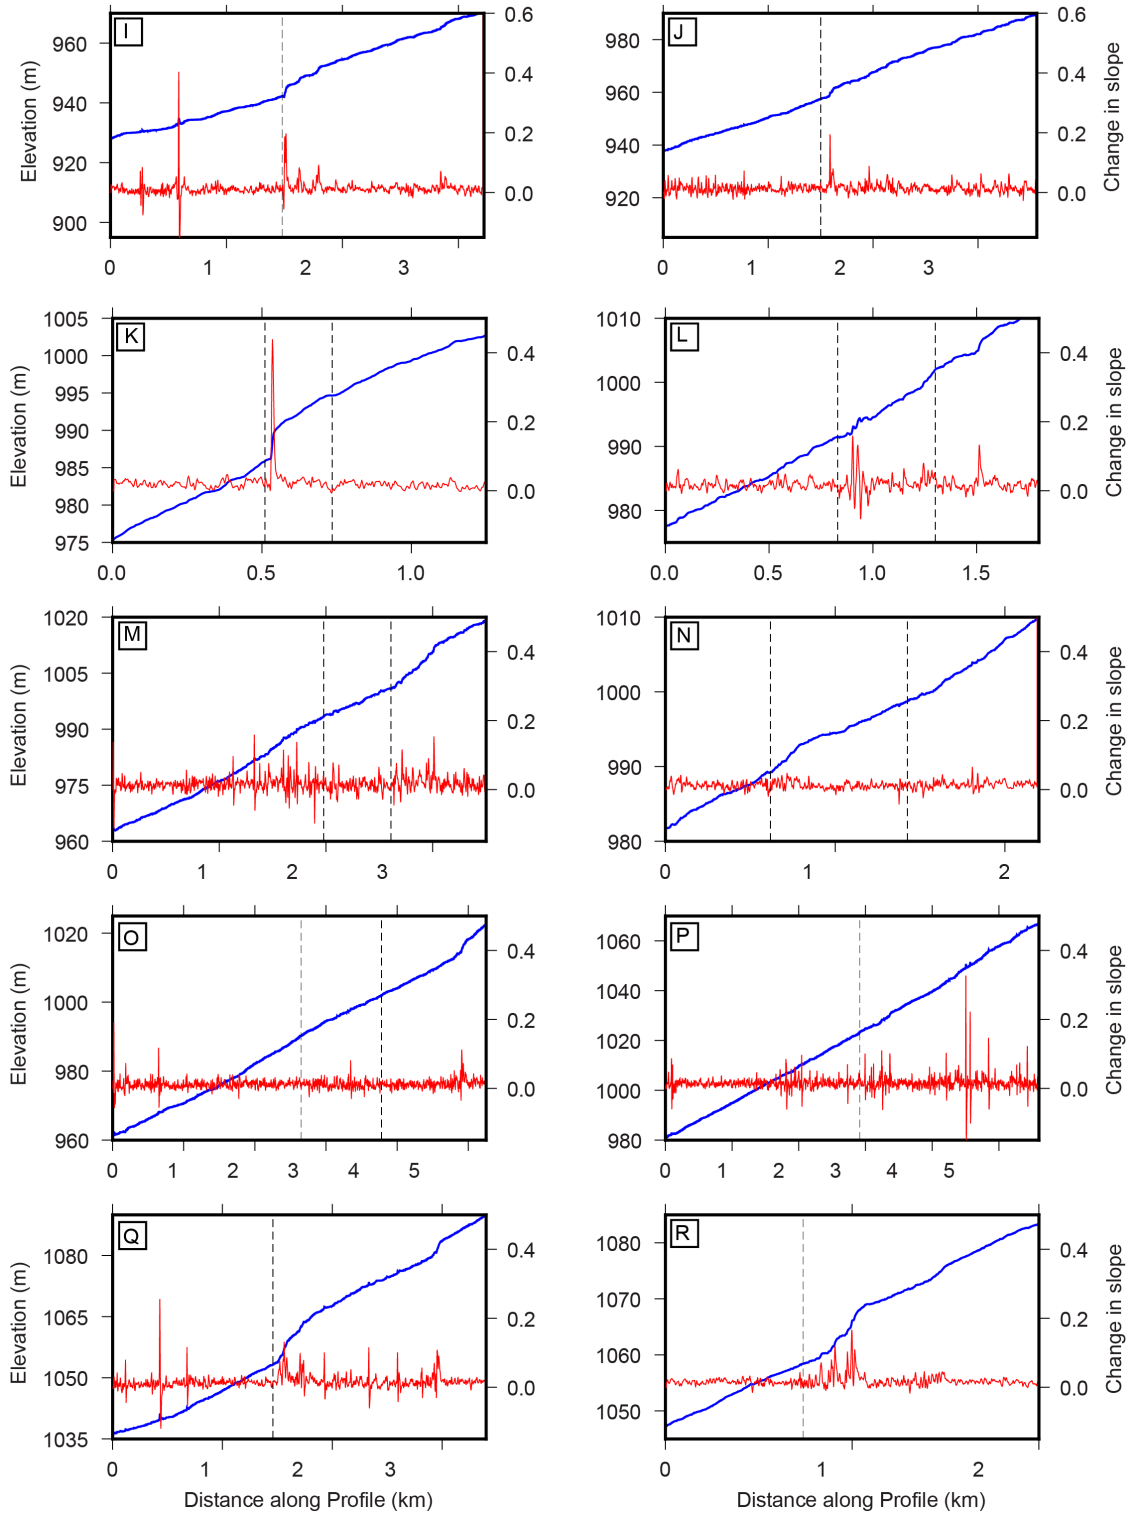 I
Elevation (m)
960
940
920
900
0.6
0.4
0.2
0.0
0 1 2 3
J
980
960
940
920
0.6
0.4
0.2
0.0
Change in slope
0 1 2 3
K
Elevation (m)
1005
1000
995
990
985
980
975
0.4
0.2
0.0
0.0 0.5 1.0
L
1010
1000
990
980
0.4
0.2
0.0
Change in slope
0.0 0.5 1.0 1.5
M
Elevation (m)
1020
1005
990
975
960
0.4
0.2
0.0
0 1 2 3
N
1010
1000
990
980
0.4
0.2
0.0
Change in slope
0 1 2
O
Elevation (m)
1020
1000
980
960
0.4
0.2
0.0
0 1 2 3 4 5
P
1060
1040
1020
1000
980
0.4
0.2
0.0
Change in slope
0 1 2 3 4 5
Q
Elevation (m)
1080
1065
1050
1035
0.4
0.2
0.0
0 1 2 3
Distance along Profile (km)
R
1080
1070
1060
1050
0.4
0.2
0.0
Change in slope
0 1 2
Distance along Profile (km)